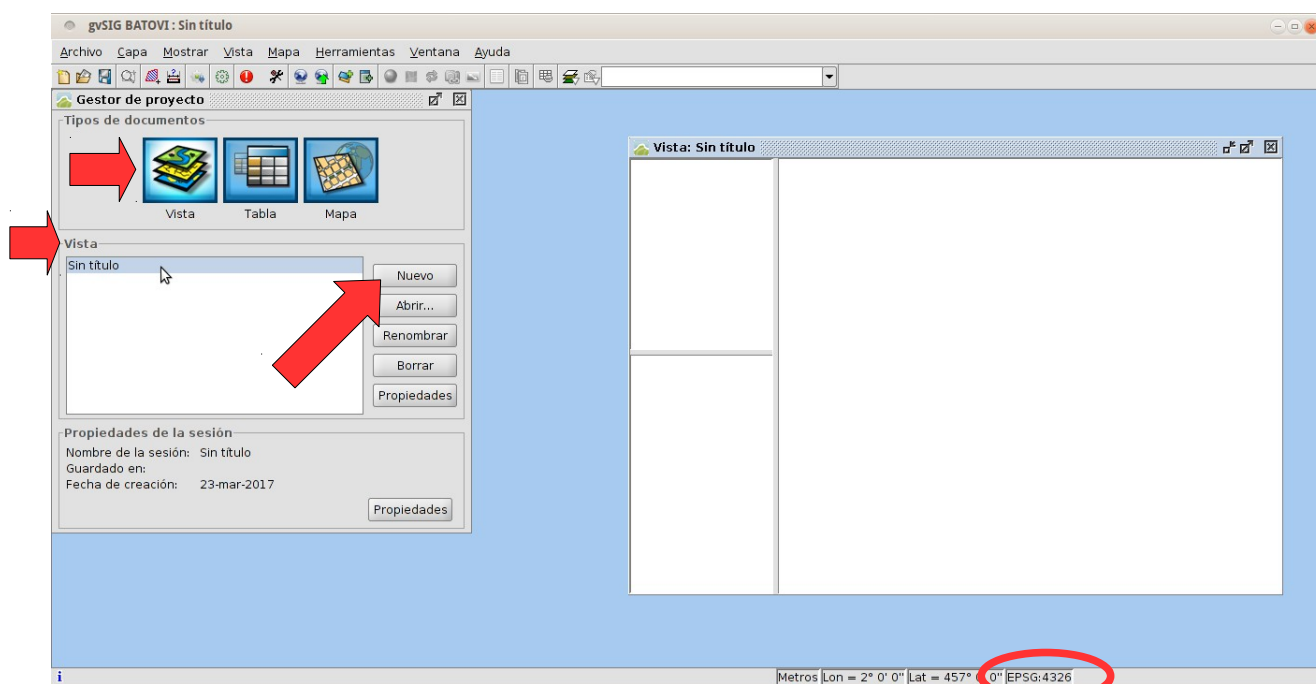 gvSIG BATOVI : Sin título
Archivo Capa Mostrar Vista Mapa Herramientas Ventana Ayuda
Gestor de proyecto
Tipos de documentos
Vista Tabla Mapa
Vista
Sin título
Nuevo
Abrir...
Renombrar
Borrar
Propiedades
Propiedades de la sesión
Nombre de la sesión: Sin título
Guardado en:
Fecha de creación: 23-mar-2017
Propiedades
Vista: Sin título
i
Metros Lon = 2° 0' 0" Lat = 457° 0" EPSG:4326